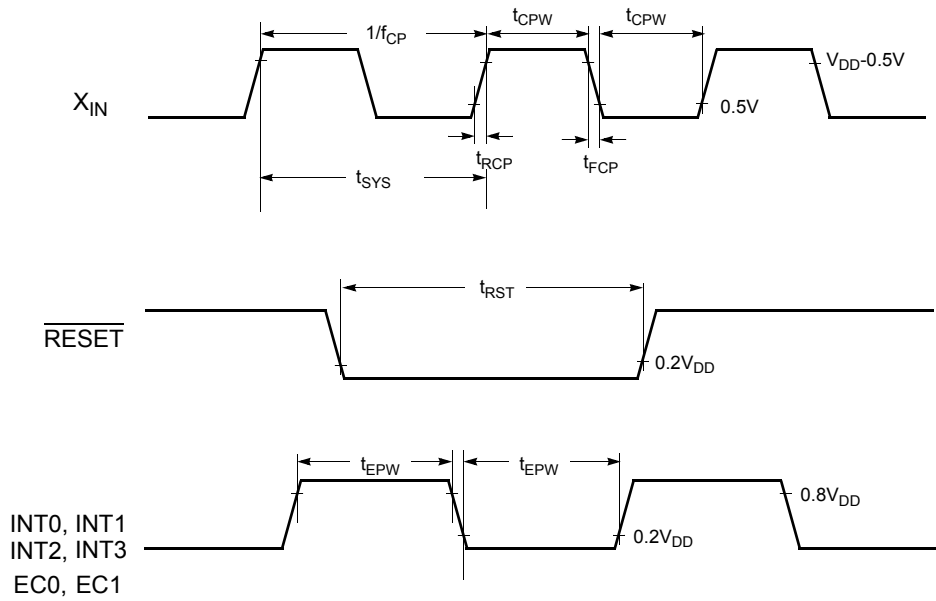 1/fCP
tCPW
tCPW
VDD-0.5V
XIN
0.5V
tRCP
tFCP
tSYS
tRST
RESET
0.2VDD
tEPW
tEPW
0.8VDD
INT0, INT1
0.2VDD
INT2, INT3
EC0, EC1